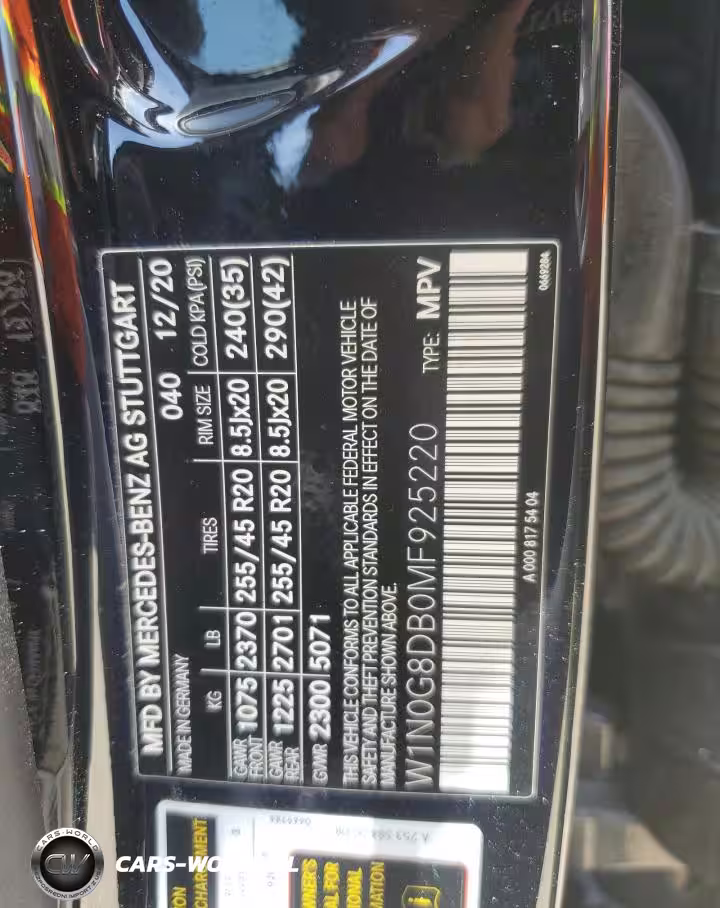 MFD BY MERCEDES-BENZ AG STUTTGART
MADE IN GERMANY 040 12/20
KG LB TIRES RIM SIZE COLD KPA(PSI)
GAWR FRONT 1075 2370 255/45 R20 8.5Jx20 240(35)
GAWR REAR 1225 2701 255/45 R20 8.5Jx20 290(42)
GVWR 2300 5071
THIS VEHICLE CONFORMS TO ALL APPLICABLE FEDERAL MOTOR VEHICLE
SAFETY AND THEFT PREVENTION STANDARDS IN EFFECT ON THE DATE OF
MANUFACTURE SHOWN ABOVE.
W1N0G8DB0MF925220 TYPE: MPV
A 000 817 54 04
0669284
CARS-WORLD
CW
CARS-WO